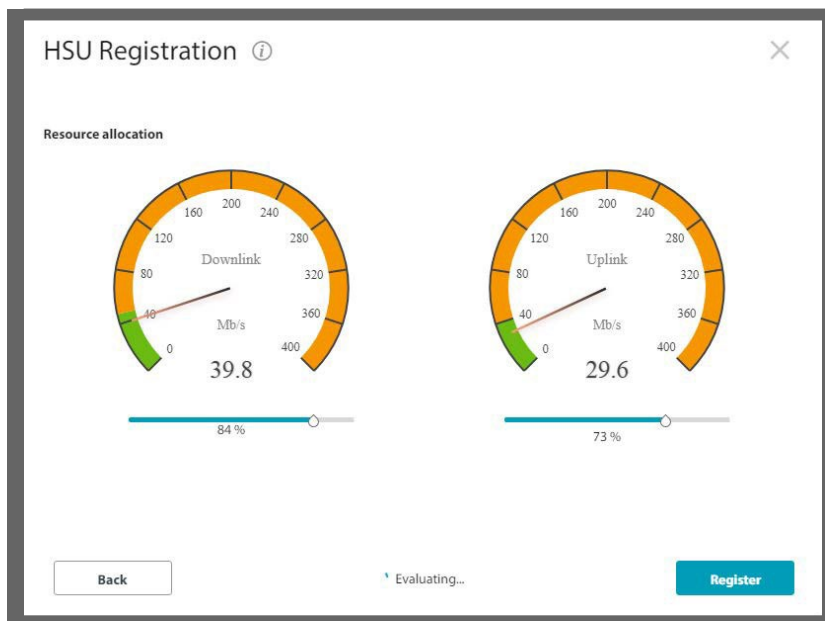 HSU Registration i
Resource allocation
0
40
80
120
160
200
240
280
320
360
400
Downlink
Mb/s
39.8
84 %
0
40
80
120
160
200
240
280
320
360
400
Uplink
Mb/s
29.6
73 %
Back
Evaluating...
Register